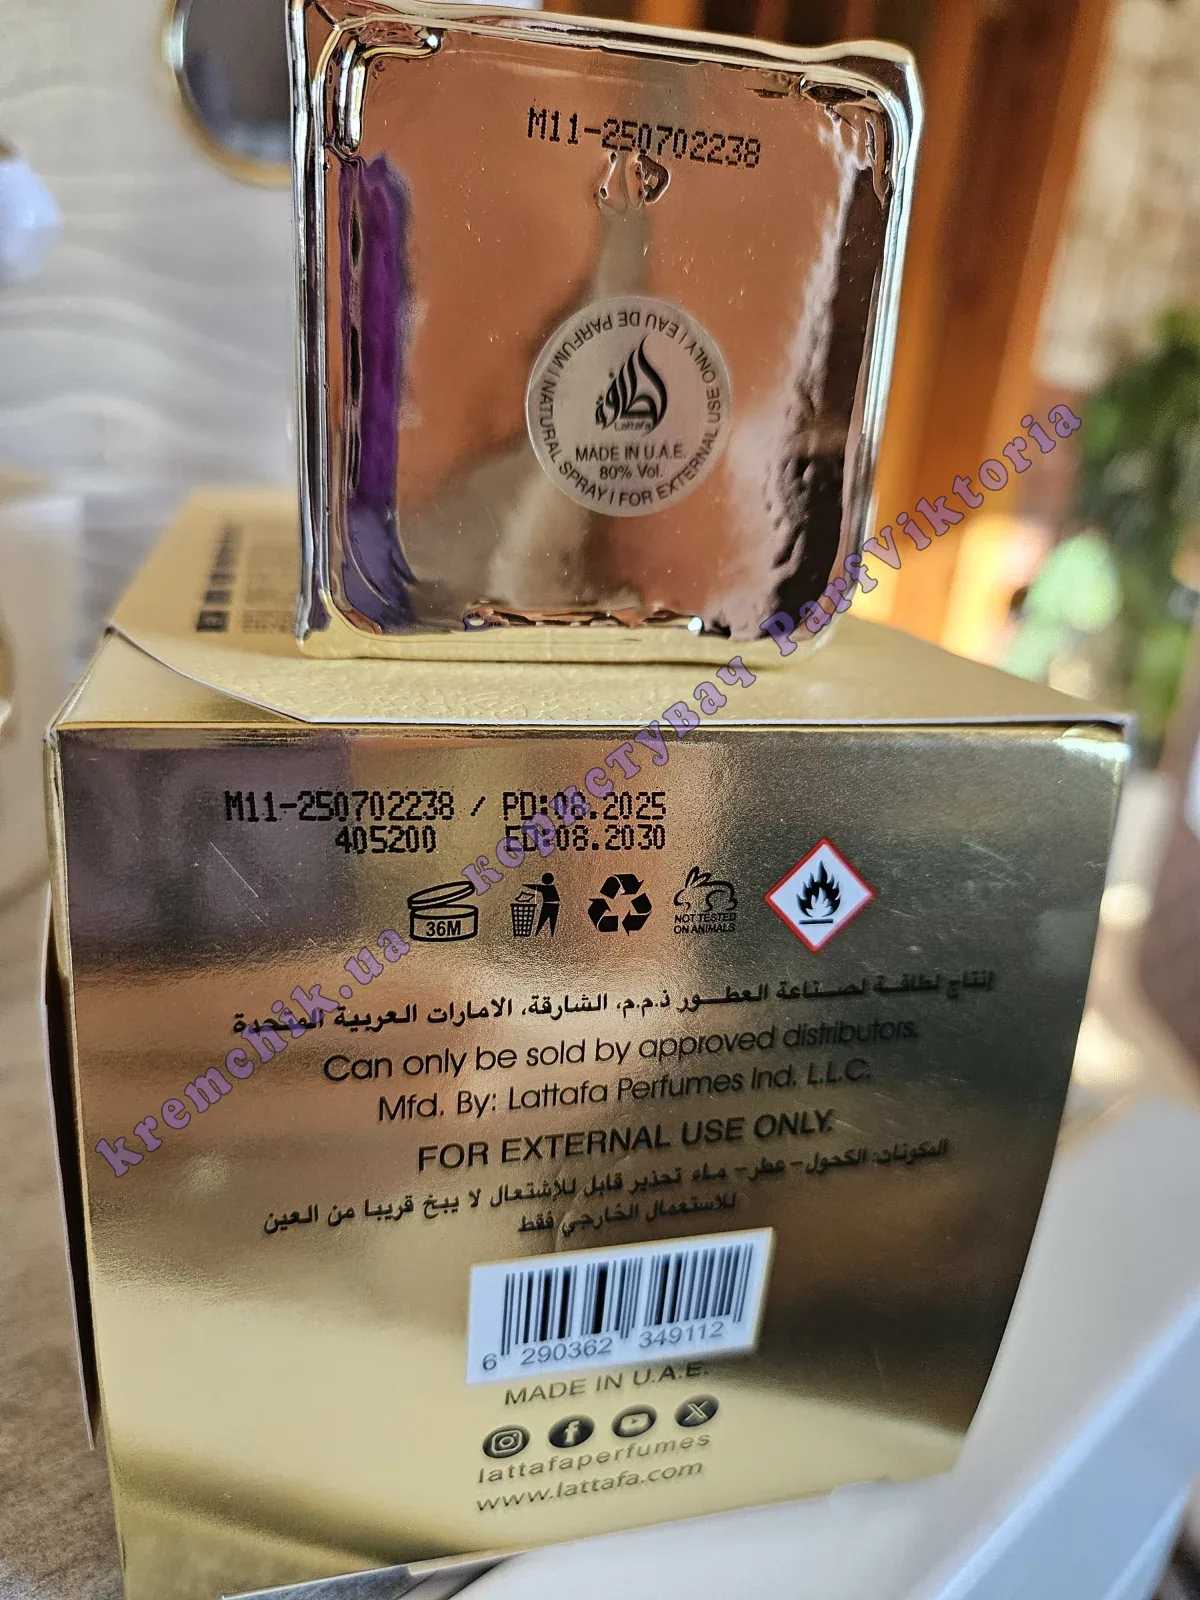 M11-250702238
EAU DE PARFUM | NATURAL SPRAY | FOR EXTERNAL USE ONLY |
لطافة
Lattafa
MADE IN U.A.E.
80% Vol.
M11-250702238 / PD:08.2025
405200 ED:08.2030
36M
NOT TESTED
ON ANIMALS
إنتاج لطافة لصناعة العطور ذ.م.م، الشارقة، الامارات العربية المتحدة
Can only be sold by approved distributors.
Mfd. By: Lattafa Perfumes Ind. L.L.C.
FOR EXTERNAL USE ONLY.
المكونات: الكحول- عطر- ماء تحذير قابل للإشتعال لا يبخ قريبا من العين
للاستعمال الخارجي فقط
6 290362 349112
MADE IN U.A.E.
lattafaperfumes
www.lattafa.com
kremchik.ua користувач ParfViktoria